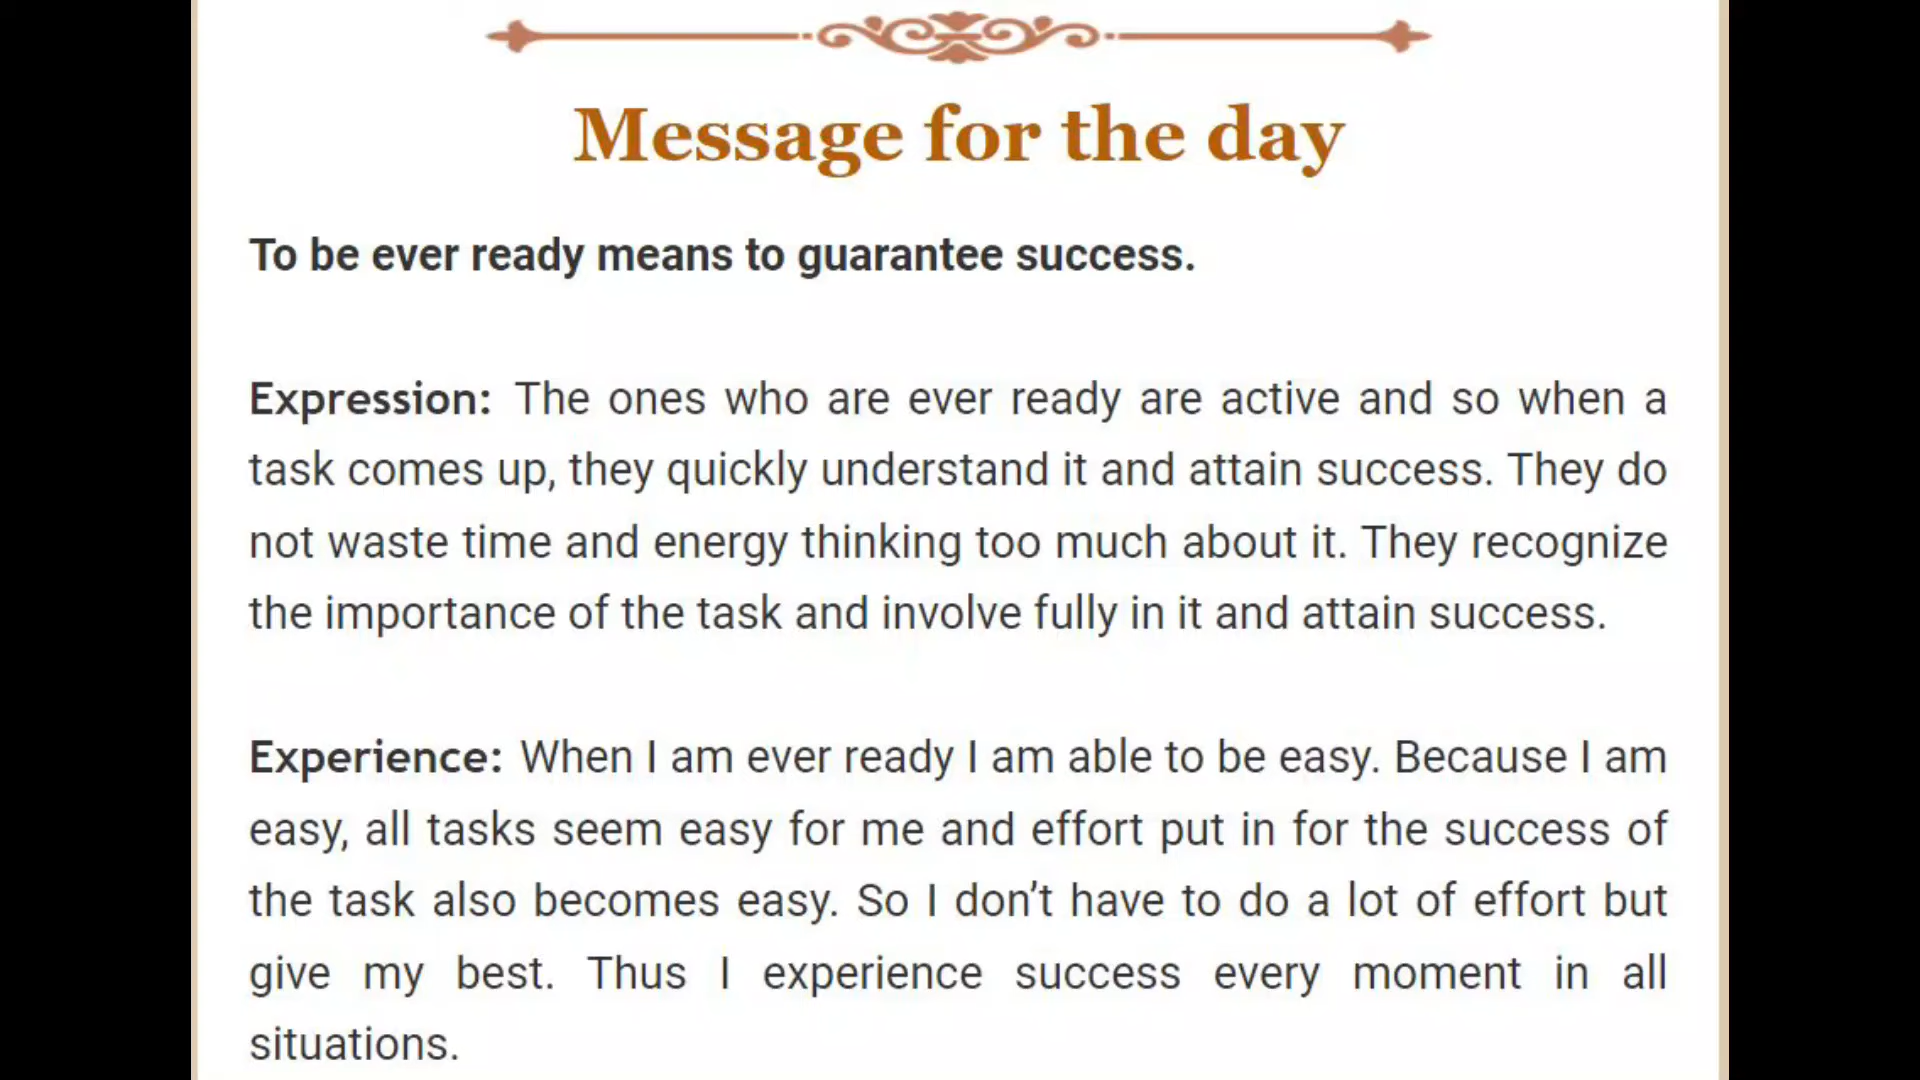 Message for the day
To be ever ready means to guarantee success.
Expression: The ones who are ever ready are active and so when a
task comes up, they quickly understand it and attain success. They do
not waste time and energy thinking too much about it. They recognize
the importance of the task and involve fully in it and attain success.
Experience: When I am ever ready I am able to be easy. Because I am
easy, all tasks seem easy for me and effort put in for the success of
the task also becomes easy. So I don’t have to do a lot of effort but
give my best. Thus I experience success every moment in all
situations.